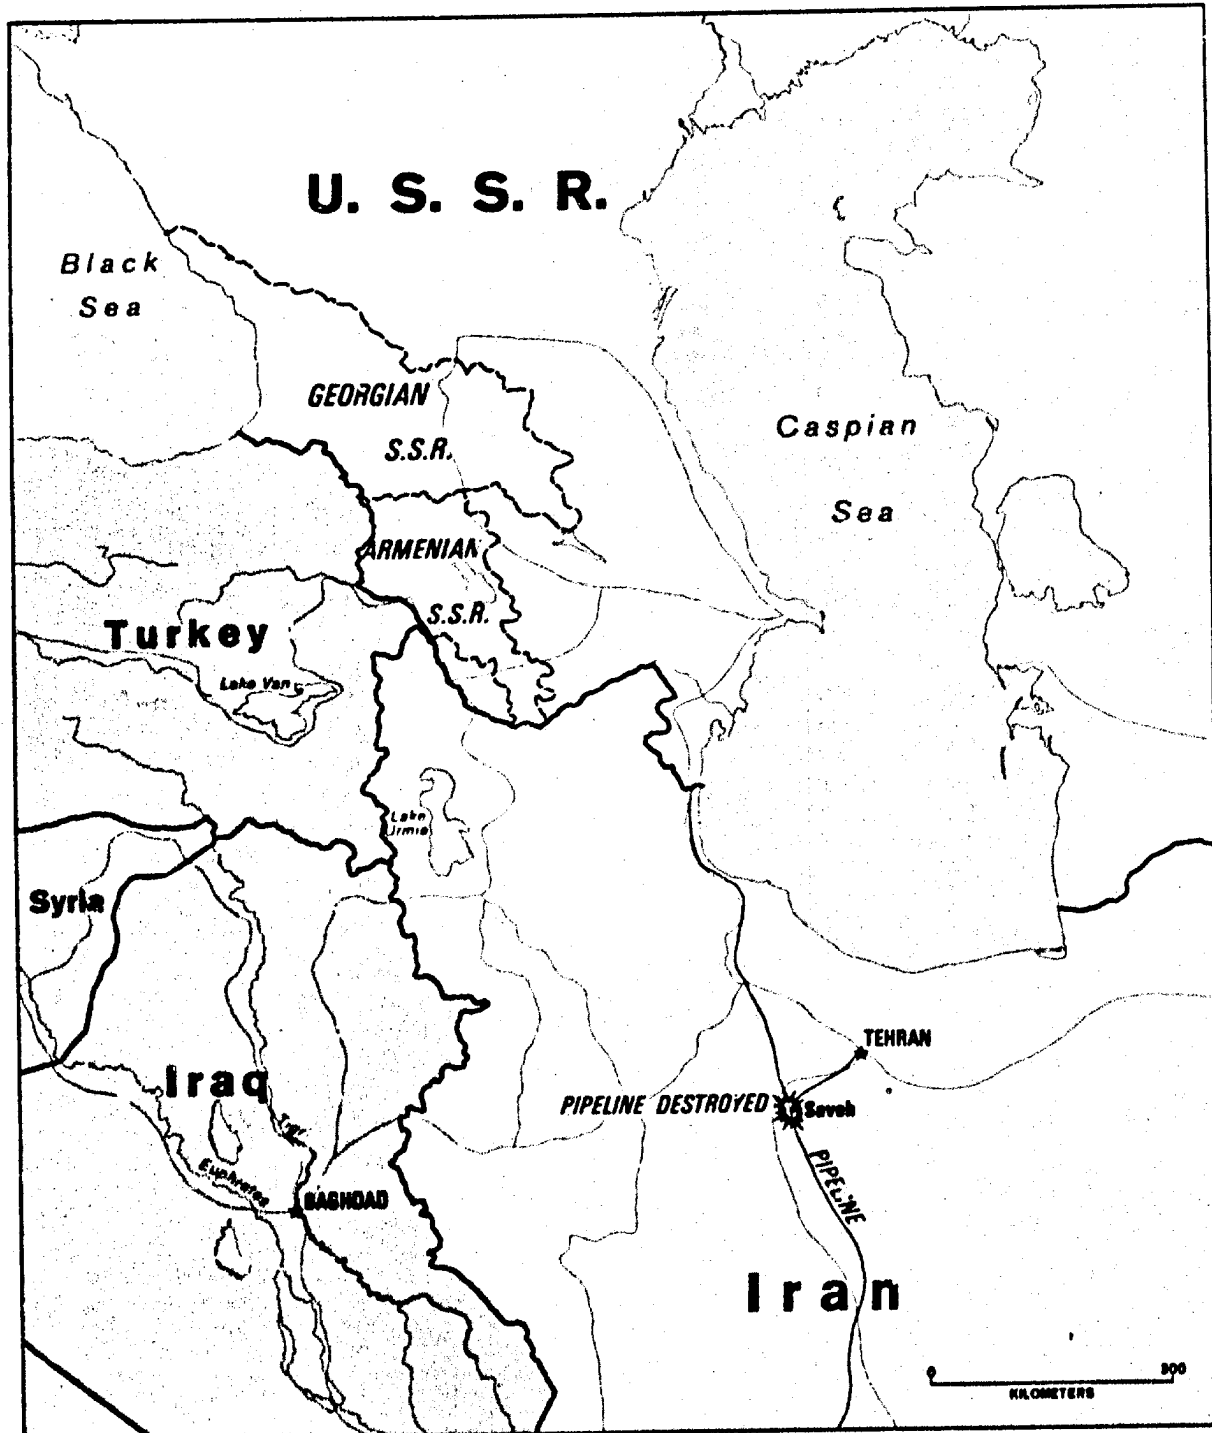 U. S. S. R.
Black
Sea
GEORGIAN
S.S.R.
Caspian
Sea
ARMENIAN
S.S.R.
Turkey
Lake Van
Lake
Urmia
Syria
TEHRAN
Iraq
PIPELINE DESTROYED
Saveh
PIPELINE
Euphrates
BAGHDAD
Iran
0 300
KILOMETERS